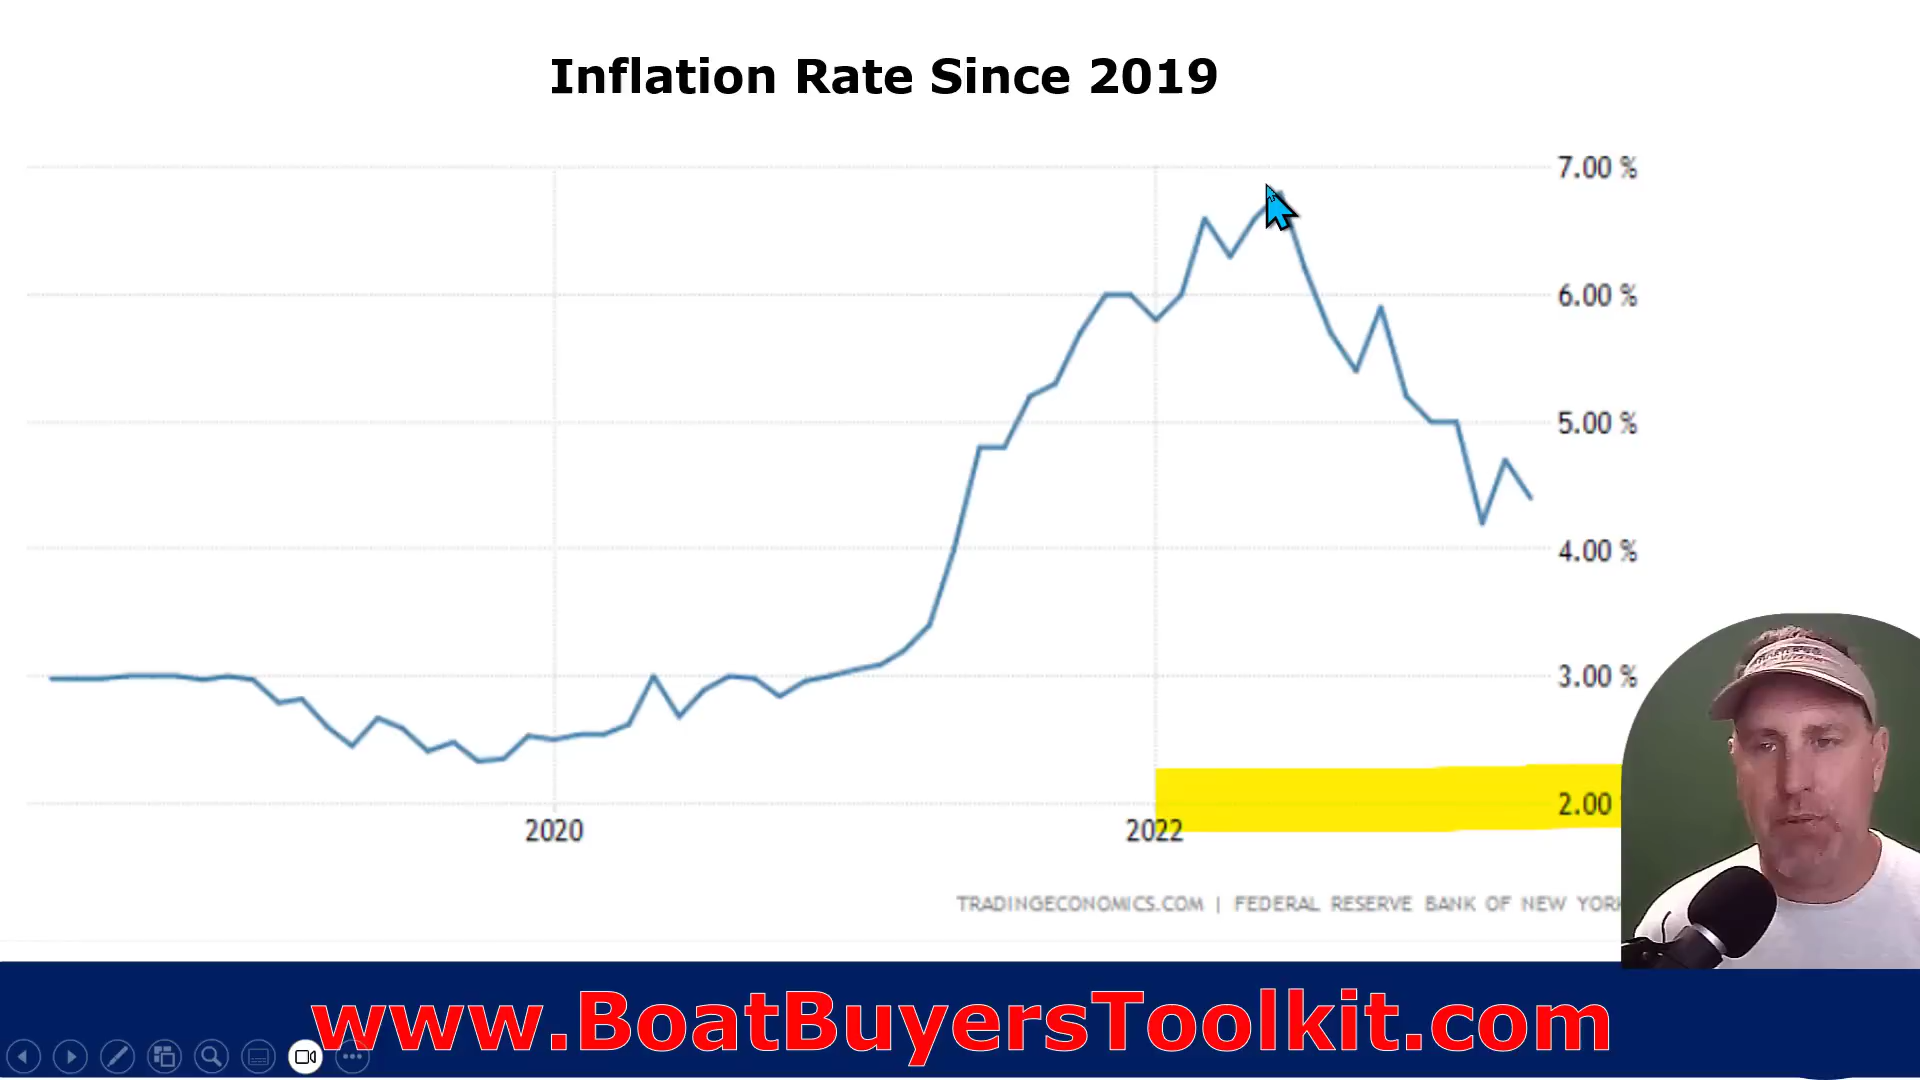 Inflation Rate Since 2019
7.00 %
6.00 %
5.00 %
4.00 %
3.00 %
2.00
2020 2022
TRADINGECONOMICS.COM | FEDERAL RESERVE BANK OF NEW YORK
www.BoatBuyersToolkit.com